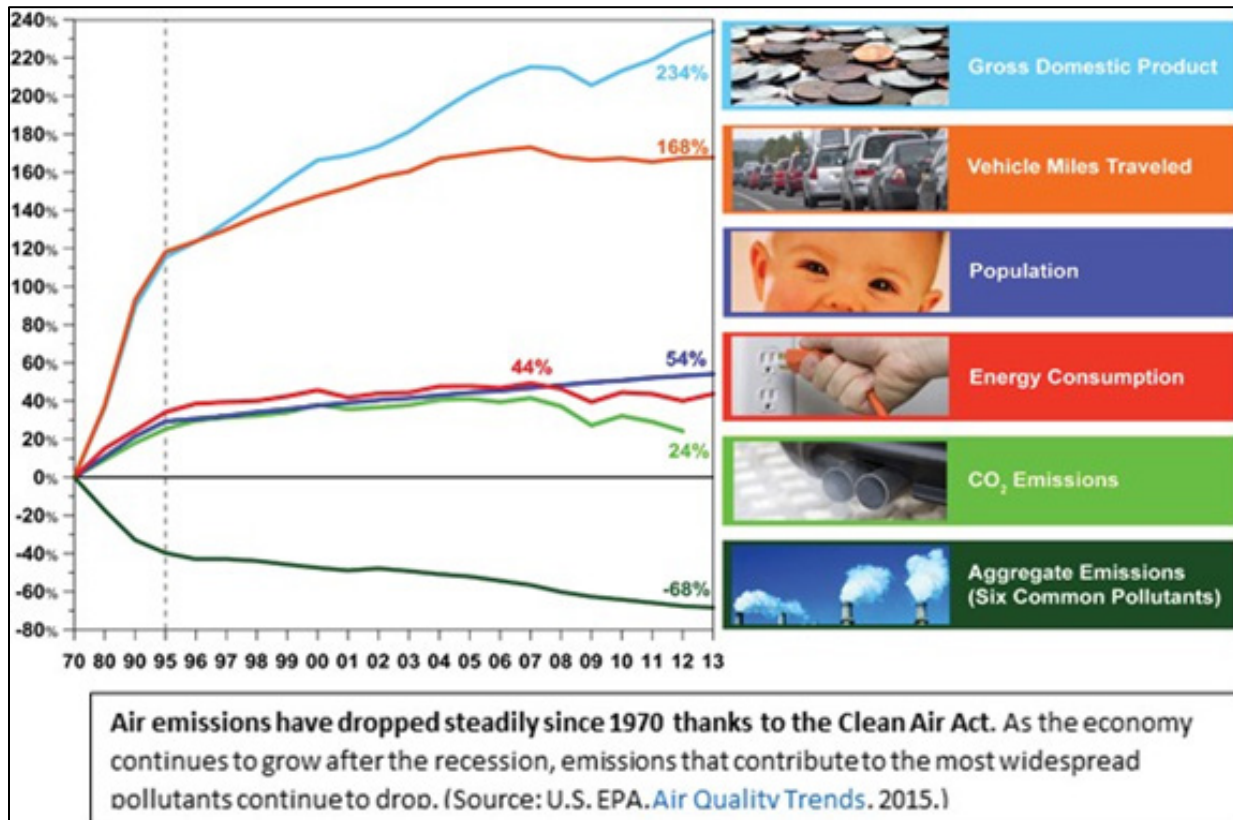 240%
220%
200%
180%
160%
140%
120%
100%
80%
60%
40%
20%
0%
-20%
-40%
-60%
-80%
234%
168%
44%
54%
24%
-68%
70 80 90 95 96 97 98 99 00 01 02 03 04 05 06 07 08 09 10 11 12 13
Gross Domestic Product
Vehicle Miles Traveled
Population
Energy Consumption
CO₂ Emissions
Aggregate Emissions
(Six Common Pollutants)
Air emissions have dropped steadily since 1970 thanks to the Clean Air Act. As the economy
continues to grow after the recession, emissions that contribute to the most widespread
pollutants continue to drop. (Source: U.S. EPA. Air Quality Trends. 2015.)